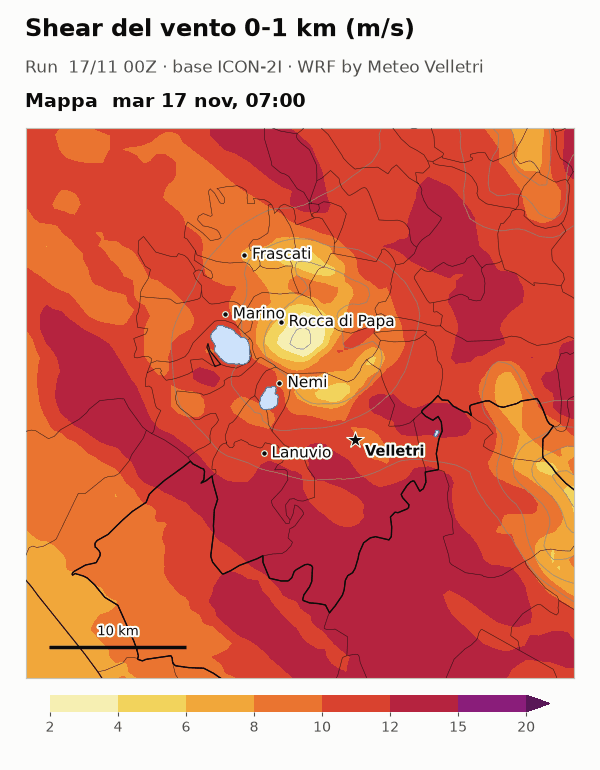 Shear del vento 0-1 km (m/s)
Run  17/11 00Z · base ICON-2I · WRF by Meteo Velletri
Mappa  mar 17 nov, 07:00
Frascati
Marino
Rocca di Papa
Nemi
Velletri
Lanuvio
10 km
2 4 6 8 10 12 15 20